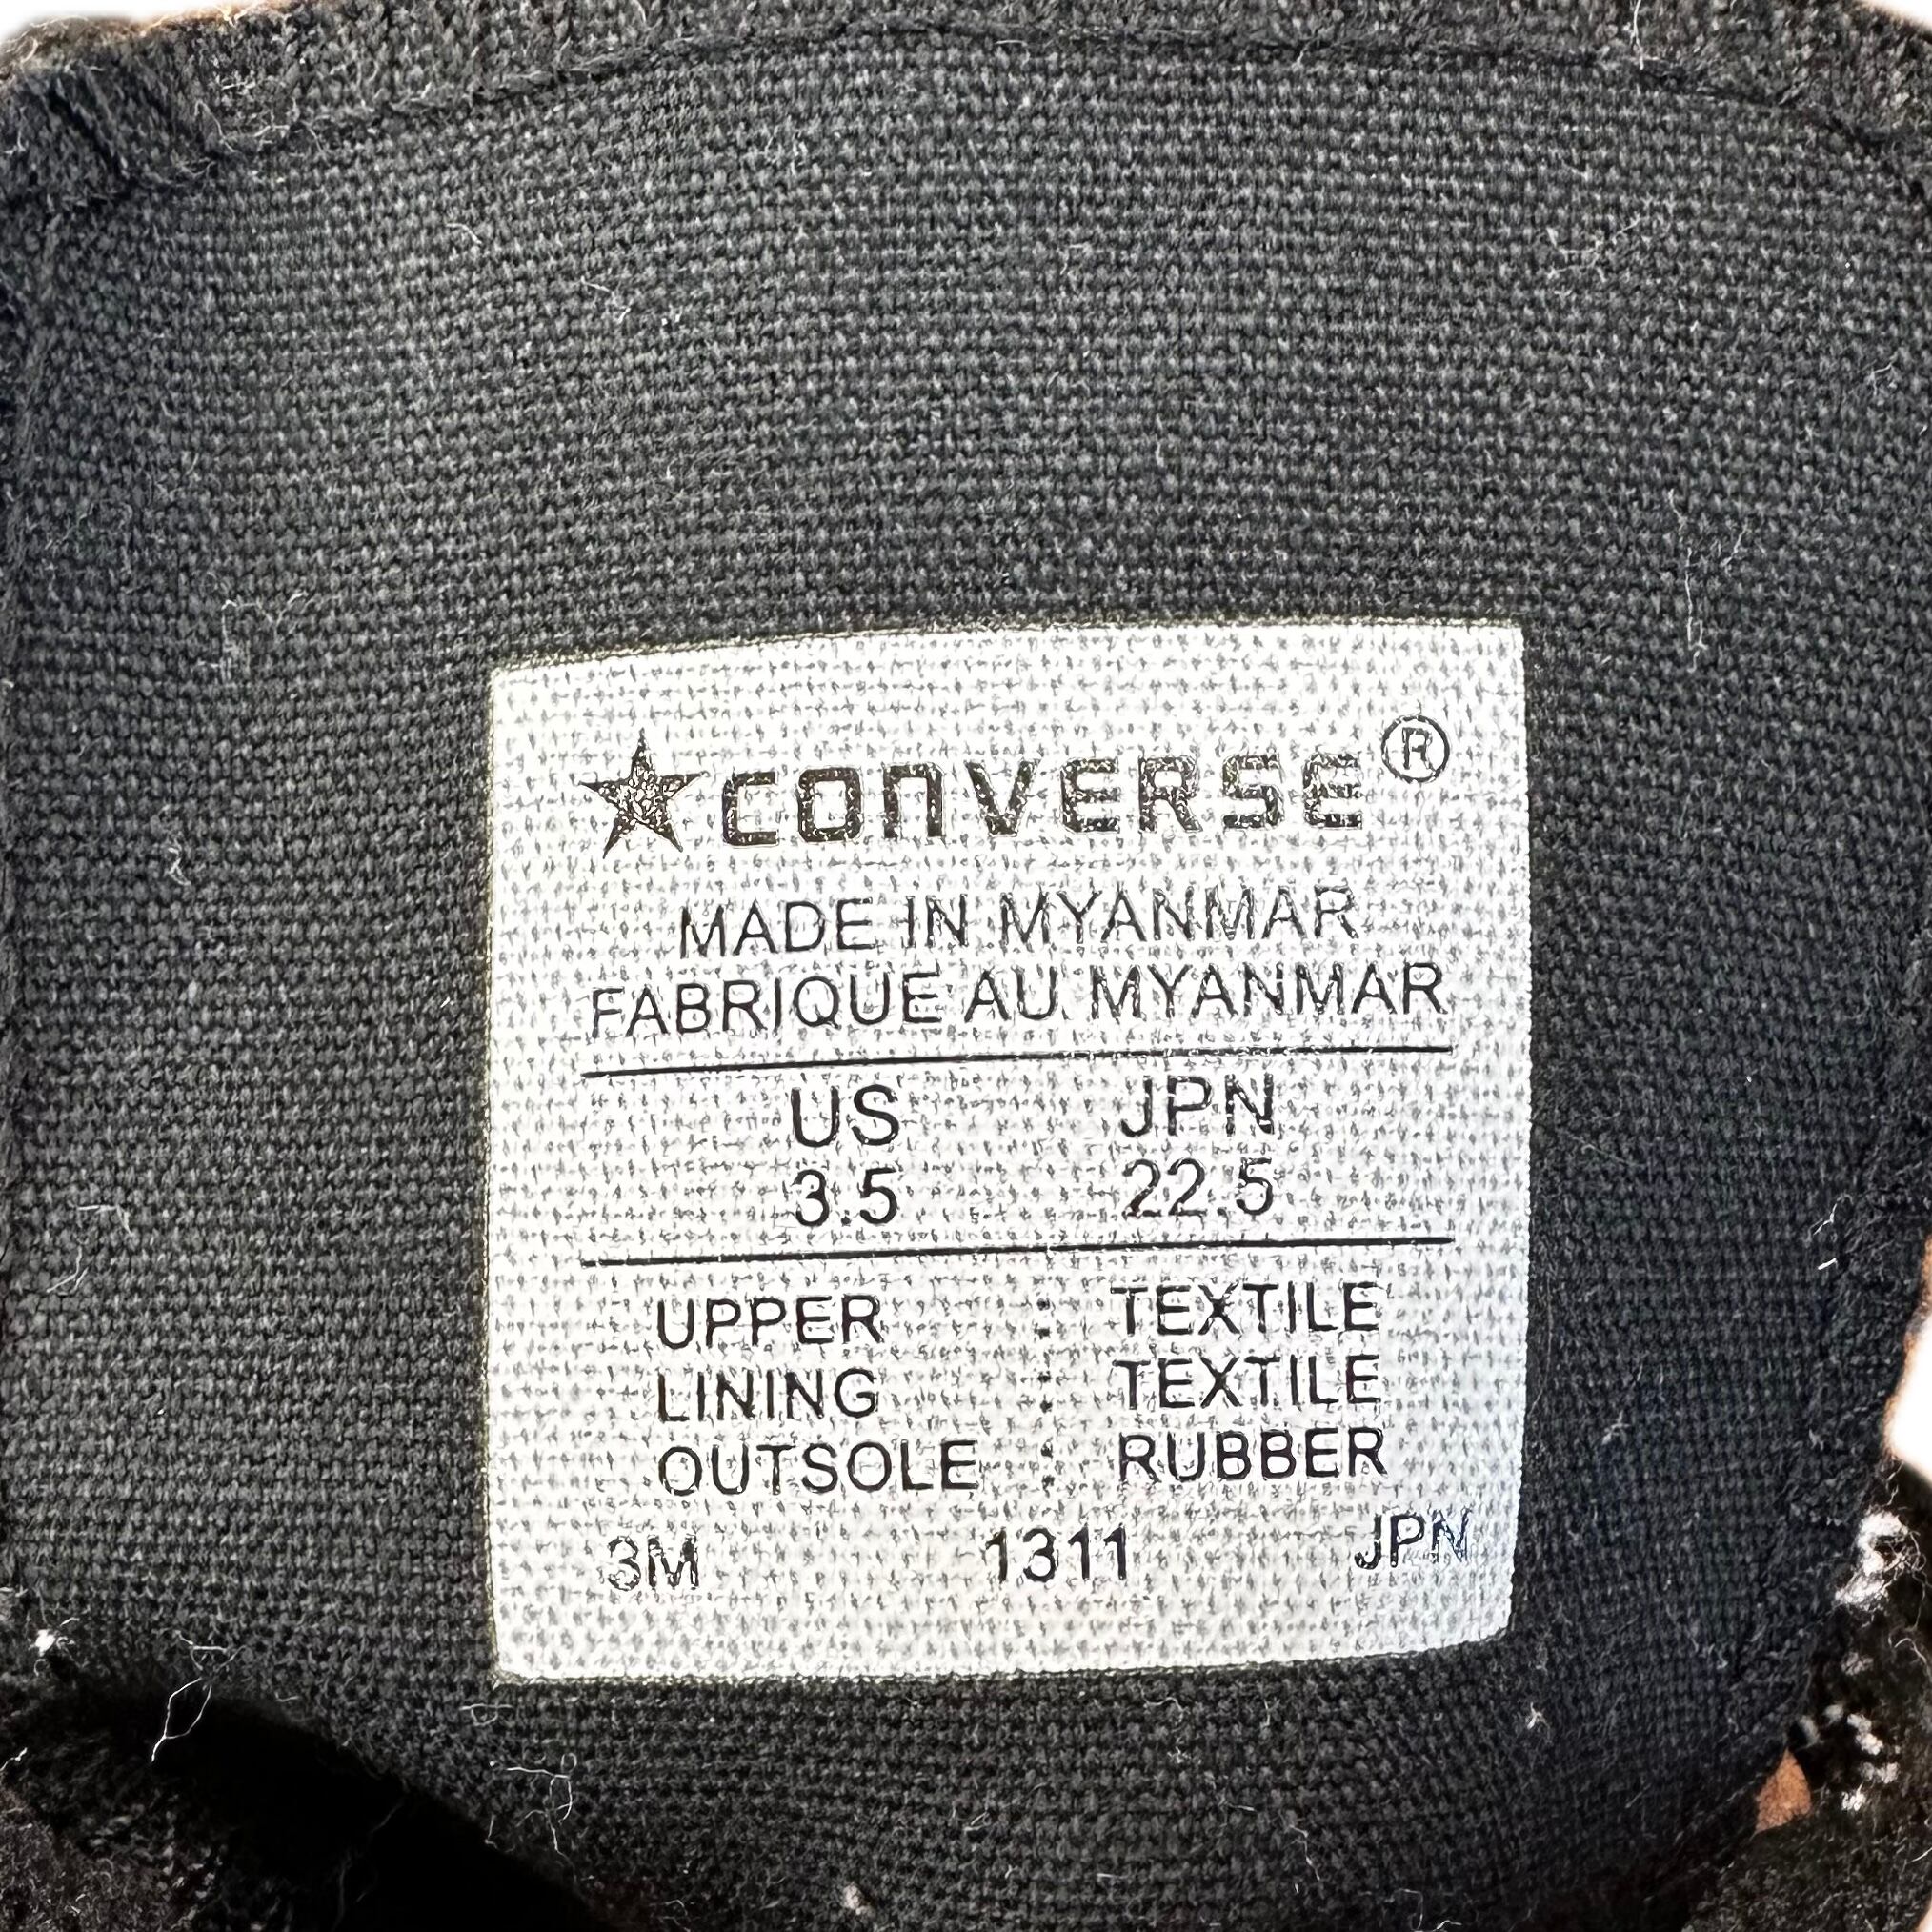 CONVERSE®
MADE IN MYANMAR
FABRIQUE AU MYANMAR
US JPN
3.5 22.5
UPPER : TEXTILE
LINING : TEXTILE
OUTSOLE : RUBBER
3M 1311 JPN